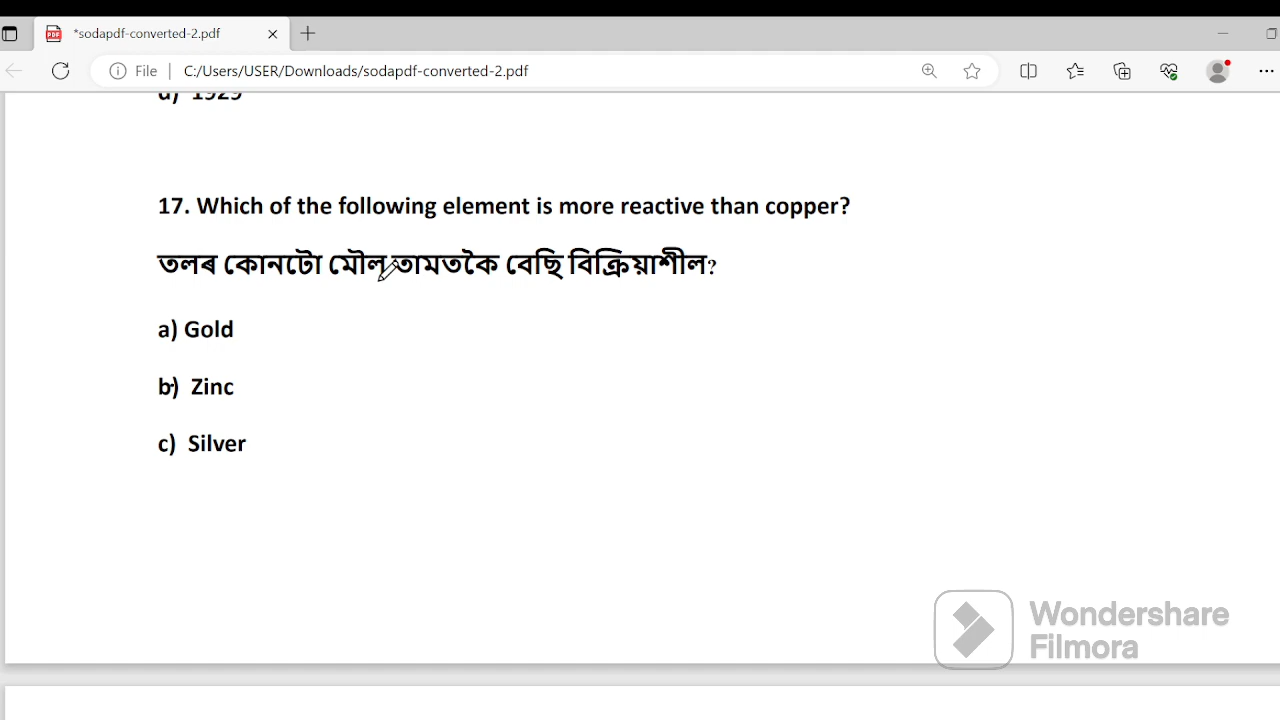 *sodapdf-converted-2.pdf
File | C:/Users/USER/Downloads/sodapdf-converted-2.pdf
d) 1929
17. Which of the following element is more reactive than copper?
তলৰ কোনটো মৌল তামতকৈ বেছি বিক্ৰিয়াশীল?
a) Gold
b) Zinc
c) Silver
Wondershare
Filmora